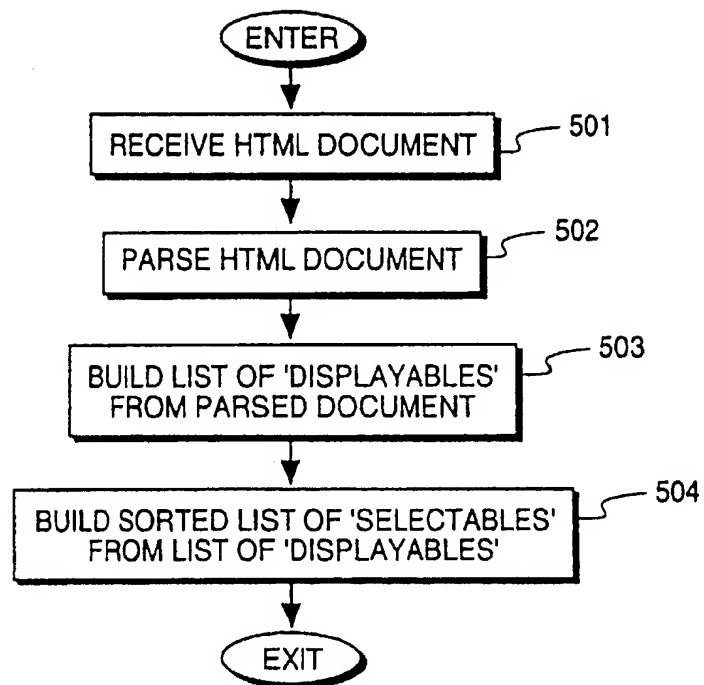 ENTER
RECEIVE HTML DOCUMENT
501
PARSE HTML DOCUMENT
502
BUILD LIST OF 'DISPLAYABLES'
FROM PARSED DOCUMENT
503
BUILD SORTED LIST OF 'SELECTABLES'
FROM LIST OF 'DISPLAYABLES'
504
EXIT